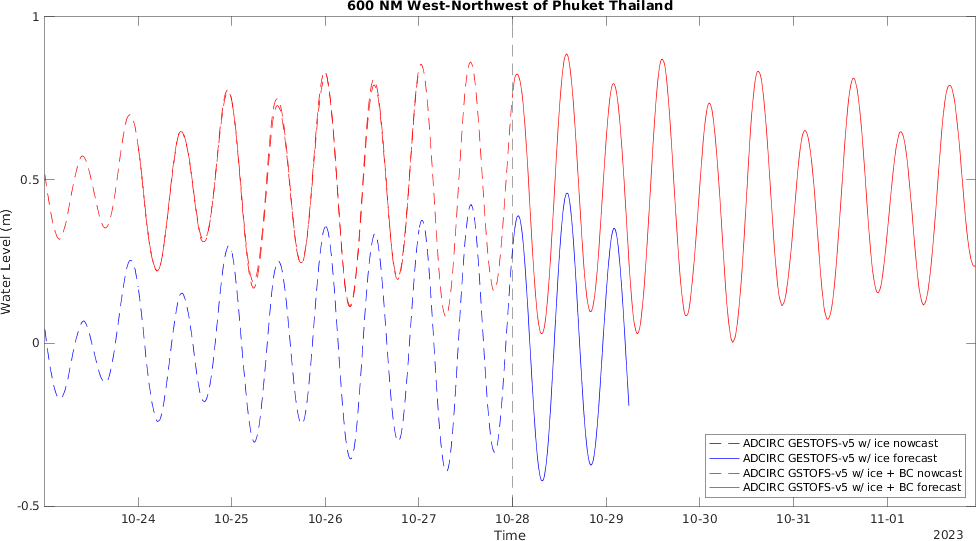 600 NM West-Northwest of Phuket Thailand
1
0.5
0
-0.5
Water Level (m)
10-24
10-25
10-26
10-27
10-28
10-29
10-30
10-31
11-01
Time
2023
ADCIRC GESTOFS-v5 w/ ice nowcast
ADCIRC GESTOFS-v5 w/ ice forecast
ADCIRC GSTOFS-v5 w/ ice + BC nowcast
ADCIRC GSTOFS-v5 w/ ice + BC forecast